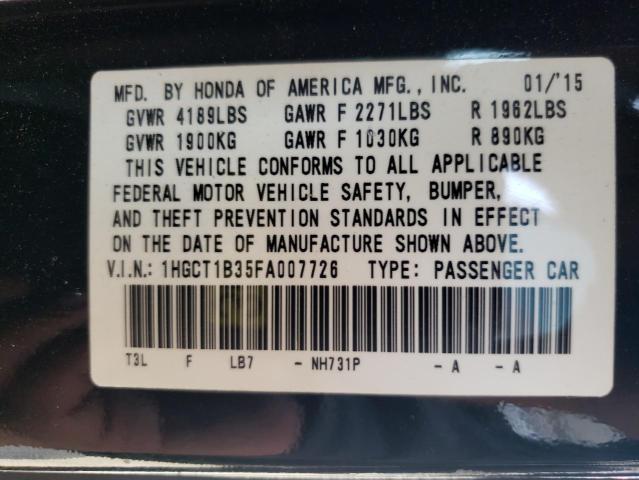 MFD. BY HONDA OF AMERICA MFG., INC. 01/'15
GVWR 4189LBS GAWR F 2271LBS R 1962LBS
GVWR 1900KG GAWR F 1030KG R 890KG
THIS VEHICLE CONFORMS TO ALL APPLICABLE
FEDERAL MOTOR VEHICLE SAFETY, BUMPER,
AND THEFT PREVENTION STANDARDS IN EFFECT
ON THE DATE OF MANUFACTURE SHOWN ABOVE.
V.I.N.: 1HGCT1B35FA007726 TYPE: PASSENGER CAR
T3L F LB7 - NH731P - A - A